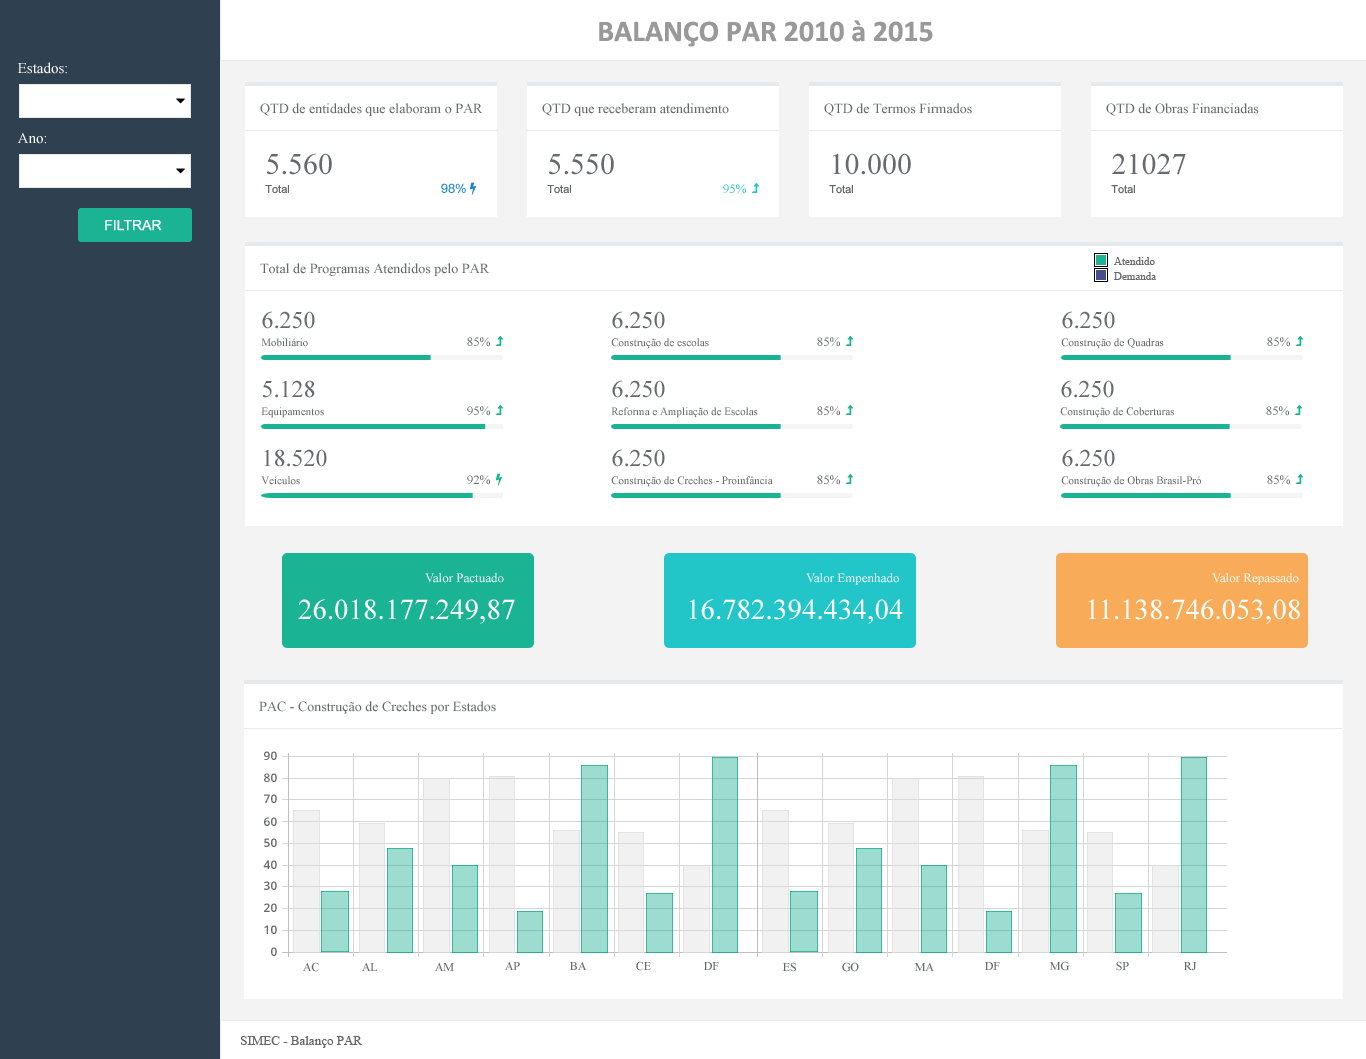 BALANÇO PAR 2010 à 2015
Estados:
Ano:
FILTRAR
QTD de entidades que elaboram o PAR
5.560
Total
98%
QTD que receberam atendimento
5.550
Total
95%
QTD de Termos Firmados
10.000
Total
QTD de Obras Financiadas
21027
Total
Total de Programas Atendidos pelo PAR
Atendido
Demanda
6.250
Mobiliário 85%
6.250
Construção de escolas 85%
6.250
Construção de Quadras 85%
5.128
Equipamentos 95%
6.250
Reforma e Ampliação de Escolas 85%
6.250
Construção de Coberturas 85%
18.520
Veiculos 92%
6.250
Construção de Creches - Proinfância 85%
6.250
Construção de Obras Brasil-Pró 85%
Valor Pactuado
26.018.177.249,87
Valor Empenhado
16.782.394.434,04
Valor Repassado
11.138.746.053,08
PAC - Construção de Creches por Estados
90
80
70
60
50
40
30
20
10
0
AC AL AM AP BA CE DF ES GO MA DF MG SP RJ
SIMEC - Balanço PAR